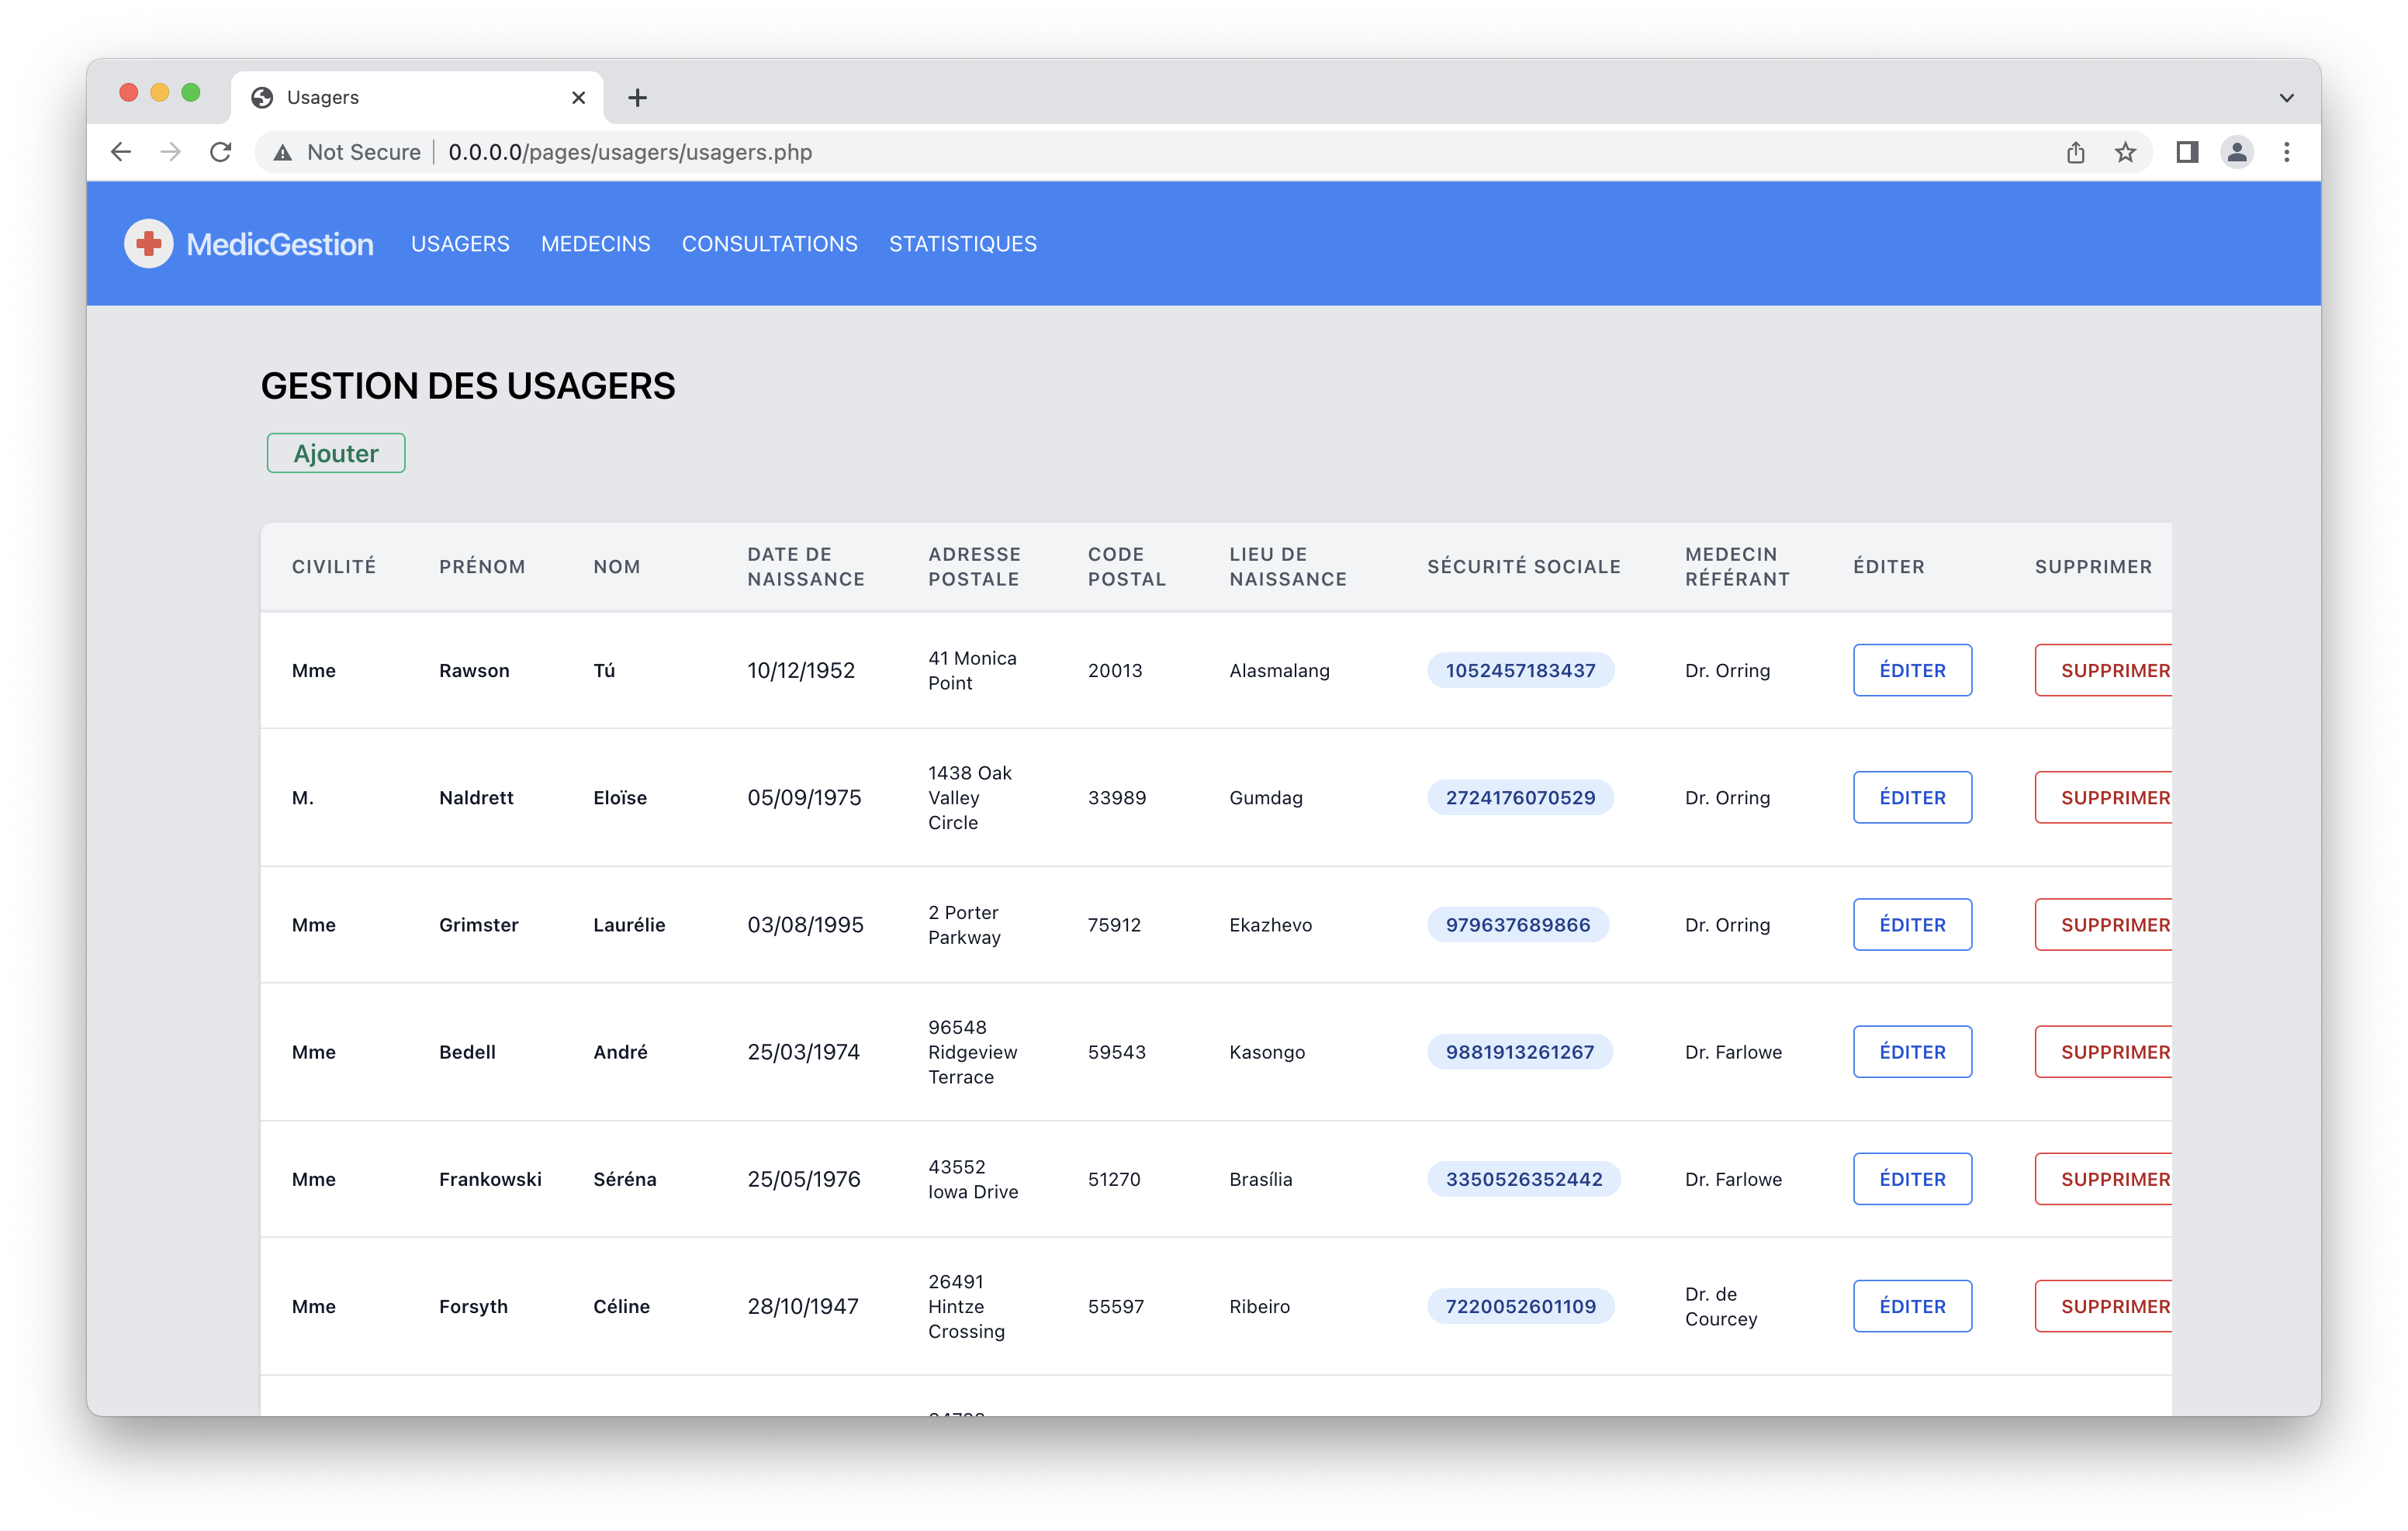 Usagers
Not Secure 0.0.0.0/pages/usagers/usagers.php
MedicGestion USAGERS MEDECINS CONSULTATIONS STATISTIQUES
GESTION DES USAGERS
Ajouter
CIVILITÉ PRÉNOM NOM DATE DE NAISSANCE ADRESSE POSTALE CODE POSTAL LIEU DE NAISSANCE SÉCURITÉ SOCIALE MEDECIN RÉFÉRANT ÉDITER SUPPRIMER
Mme Rawson Tú 10/12/1952 41 Monica Point 20013 Alasmalang 1052457183437 Dr. Orring ÉDITER SUPPRIMER
M. Naldrett Eloïse 05/09/1975 1438 Oak Valley Circle 33989 Gumdag 2724176070529 Dr. Orring ÉDITER SUPPRIMER
Mme Grimster Laurélie 03/08/1995 2 Porter Parkway 75912 Ekazhevo 979637689866 Dr. Orring ÉDITER SUPPRIMER
Mme Bedell André 25/03/1974 96548 Ridgeview Terrace 59543 Kasongo 9881913261267 Dr. Farlowe ÉDITER SUPPRIMER
Mme Frankowski Séréna 25/05/1976 43552 Iowa Drive 51270 Brasília 3350526352442 Dr. Farlowe ÉDITER SUPPRIMER
Mme Forsyth Céline 28/10/1947 26491 Hintze Crossing 55597 Ribeiro 7220052601109 Dr. de Courcey ÉDITER SUPPRIMER